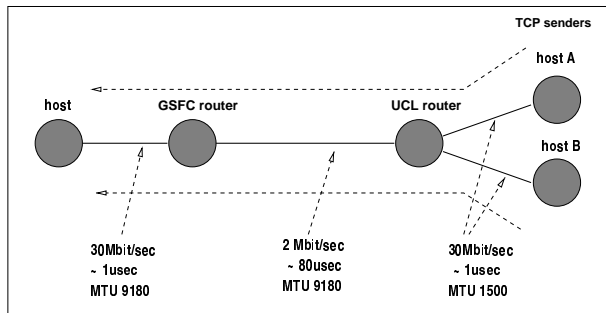 TCP senders
host A
host
GSFC router
UCL router
host B
30Mbit/sec
~ 1usec
MTU 9180
2 Mbit/sec
~ 80usec
MTU 9180
30Mbit/sec
~ 1usec
MTU 1500